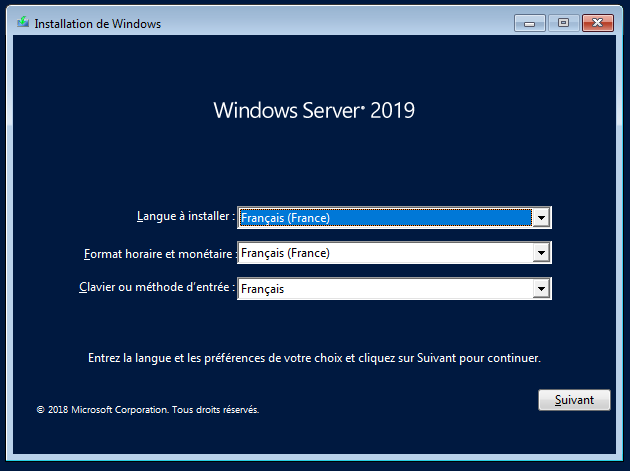 Installation de Windows
Windows Server® 2019
Langue à installer : Français (France)
Format horaire et monétaire : Français (France)
Clavier ou méthode d'entrée : Français
Entrez la langue et les préférences de votre choix et cliquez sur Suivant pour continuer.
Suivant
© 2018 Microsoft Corporation. Tous droits réservés.